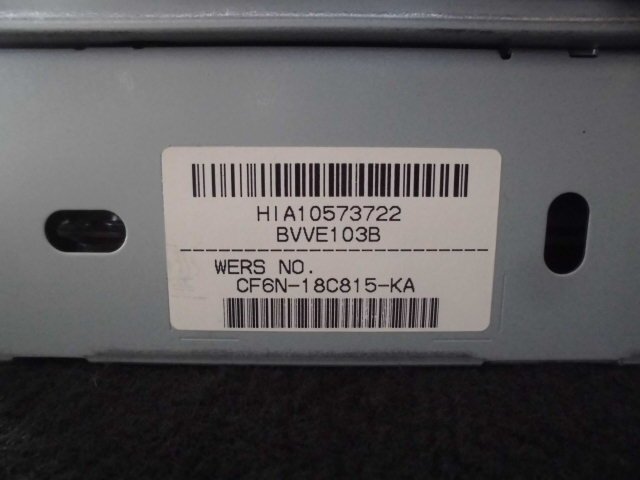 HIA10573722
BVVE103B
WERS NO.
CF6N-18C815-KA